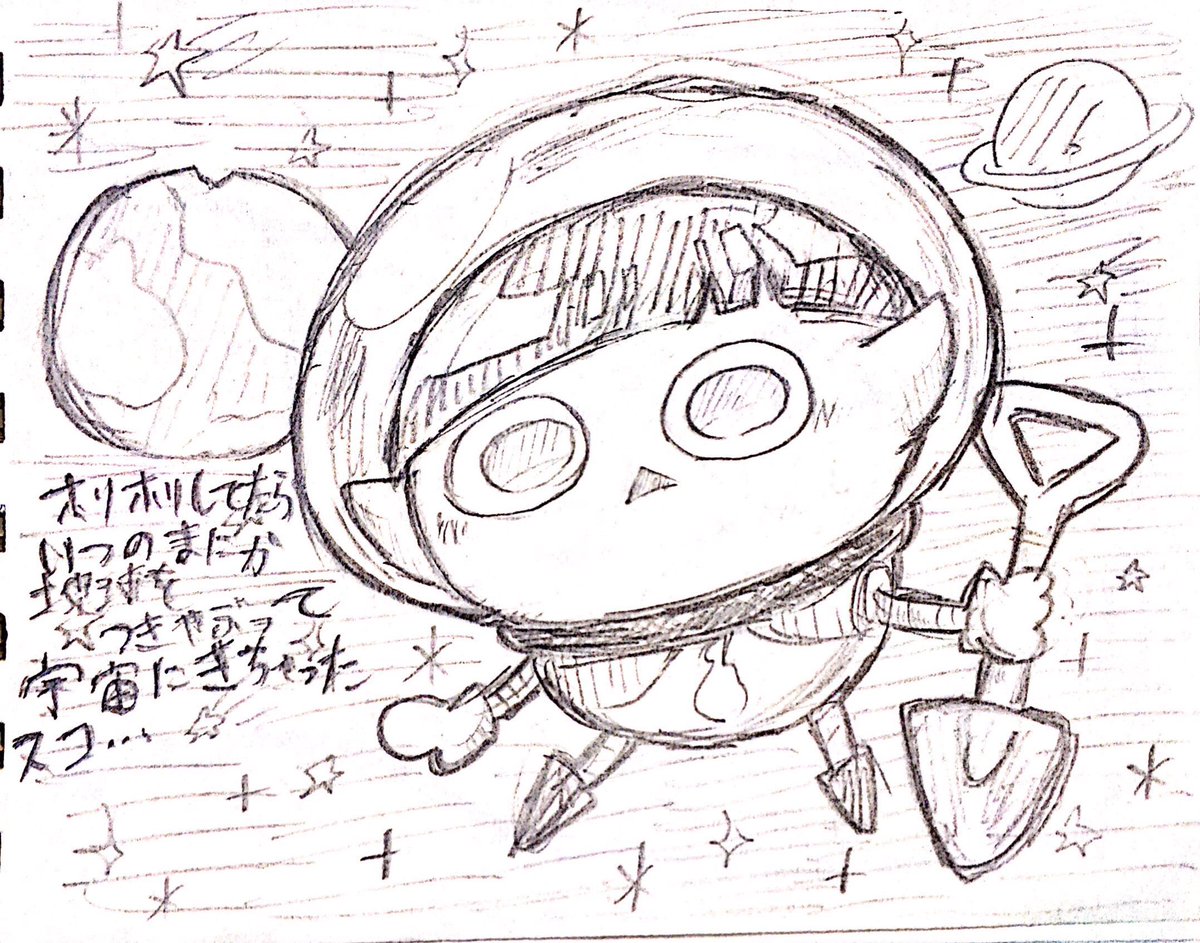 ホリホリしてたら
いつのまにか
地球を
つきやぶって
宇宙にきちゃった
スコ…